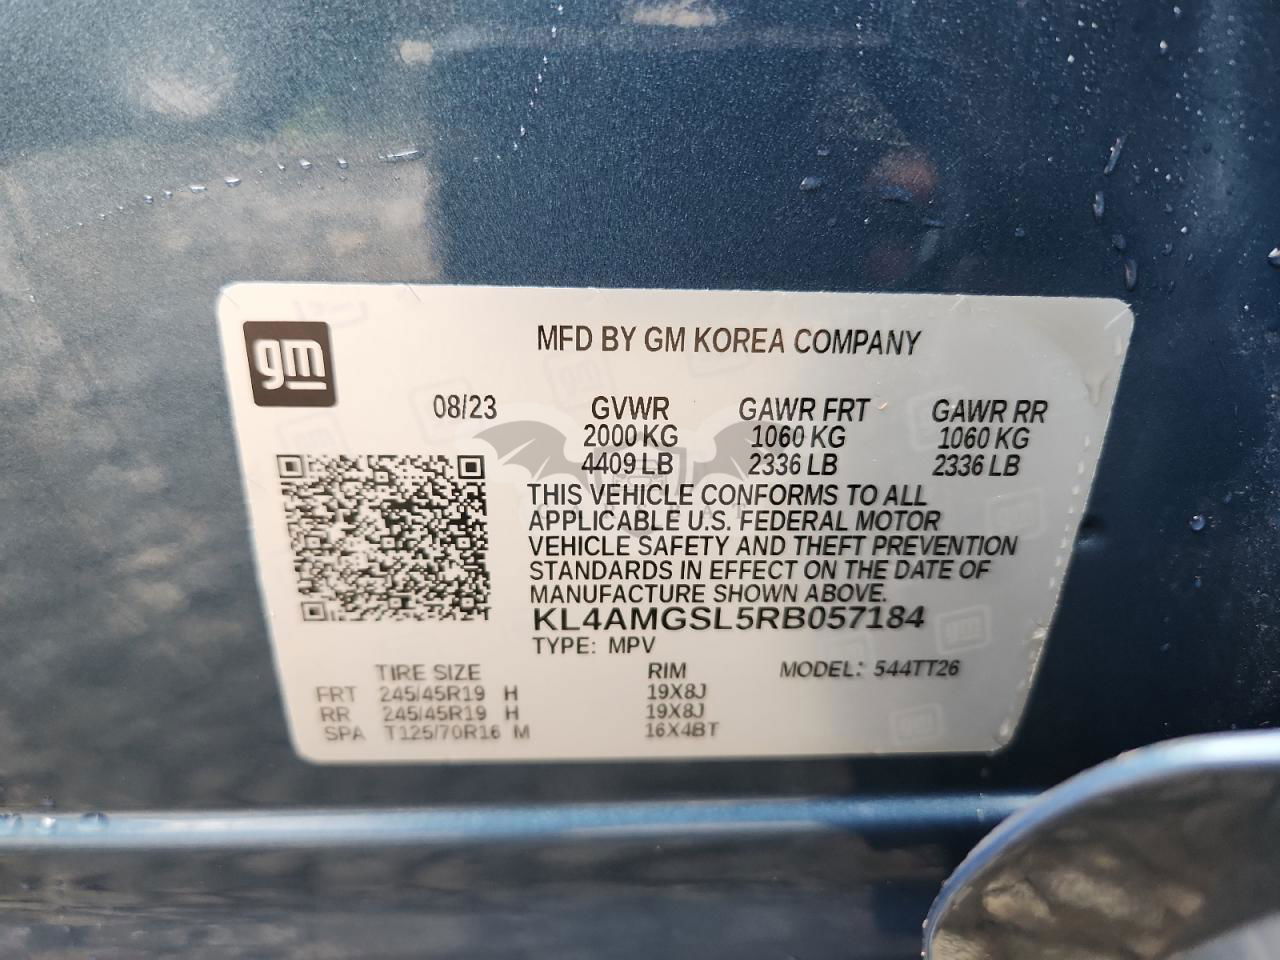 gm
MFD BY GM KOREA COMPANY
08/23 GVWR GAWR FRT GAWR RR
2000 KG 1060 KG 1060 KG
4409 LB 2336 LB 2336 LB
THIS VEHICLE CONFORMS TO ALL
APPLICABLE U.S. FEDERAL MOTOR
VEHICLE SAFETY AND THEFT PREVENTION
STANDARDS IN EFFECT ON THE DATE OF
MANUFACTURE SHOWN ABOVE.
KL4AMGSL5RB057184
TYPE: MPV
TIRE SIZE RIM MODEL: 544TT26
FRT 245/45R19 H 19X8J
RR 245/45R19 H 19X8J
SPA T125/70R16 M 16X4BT